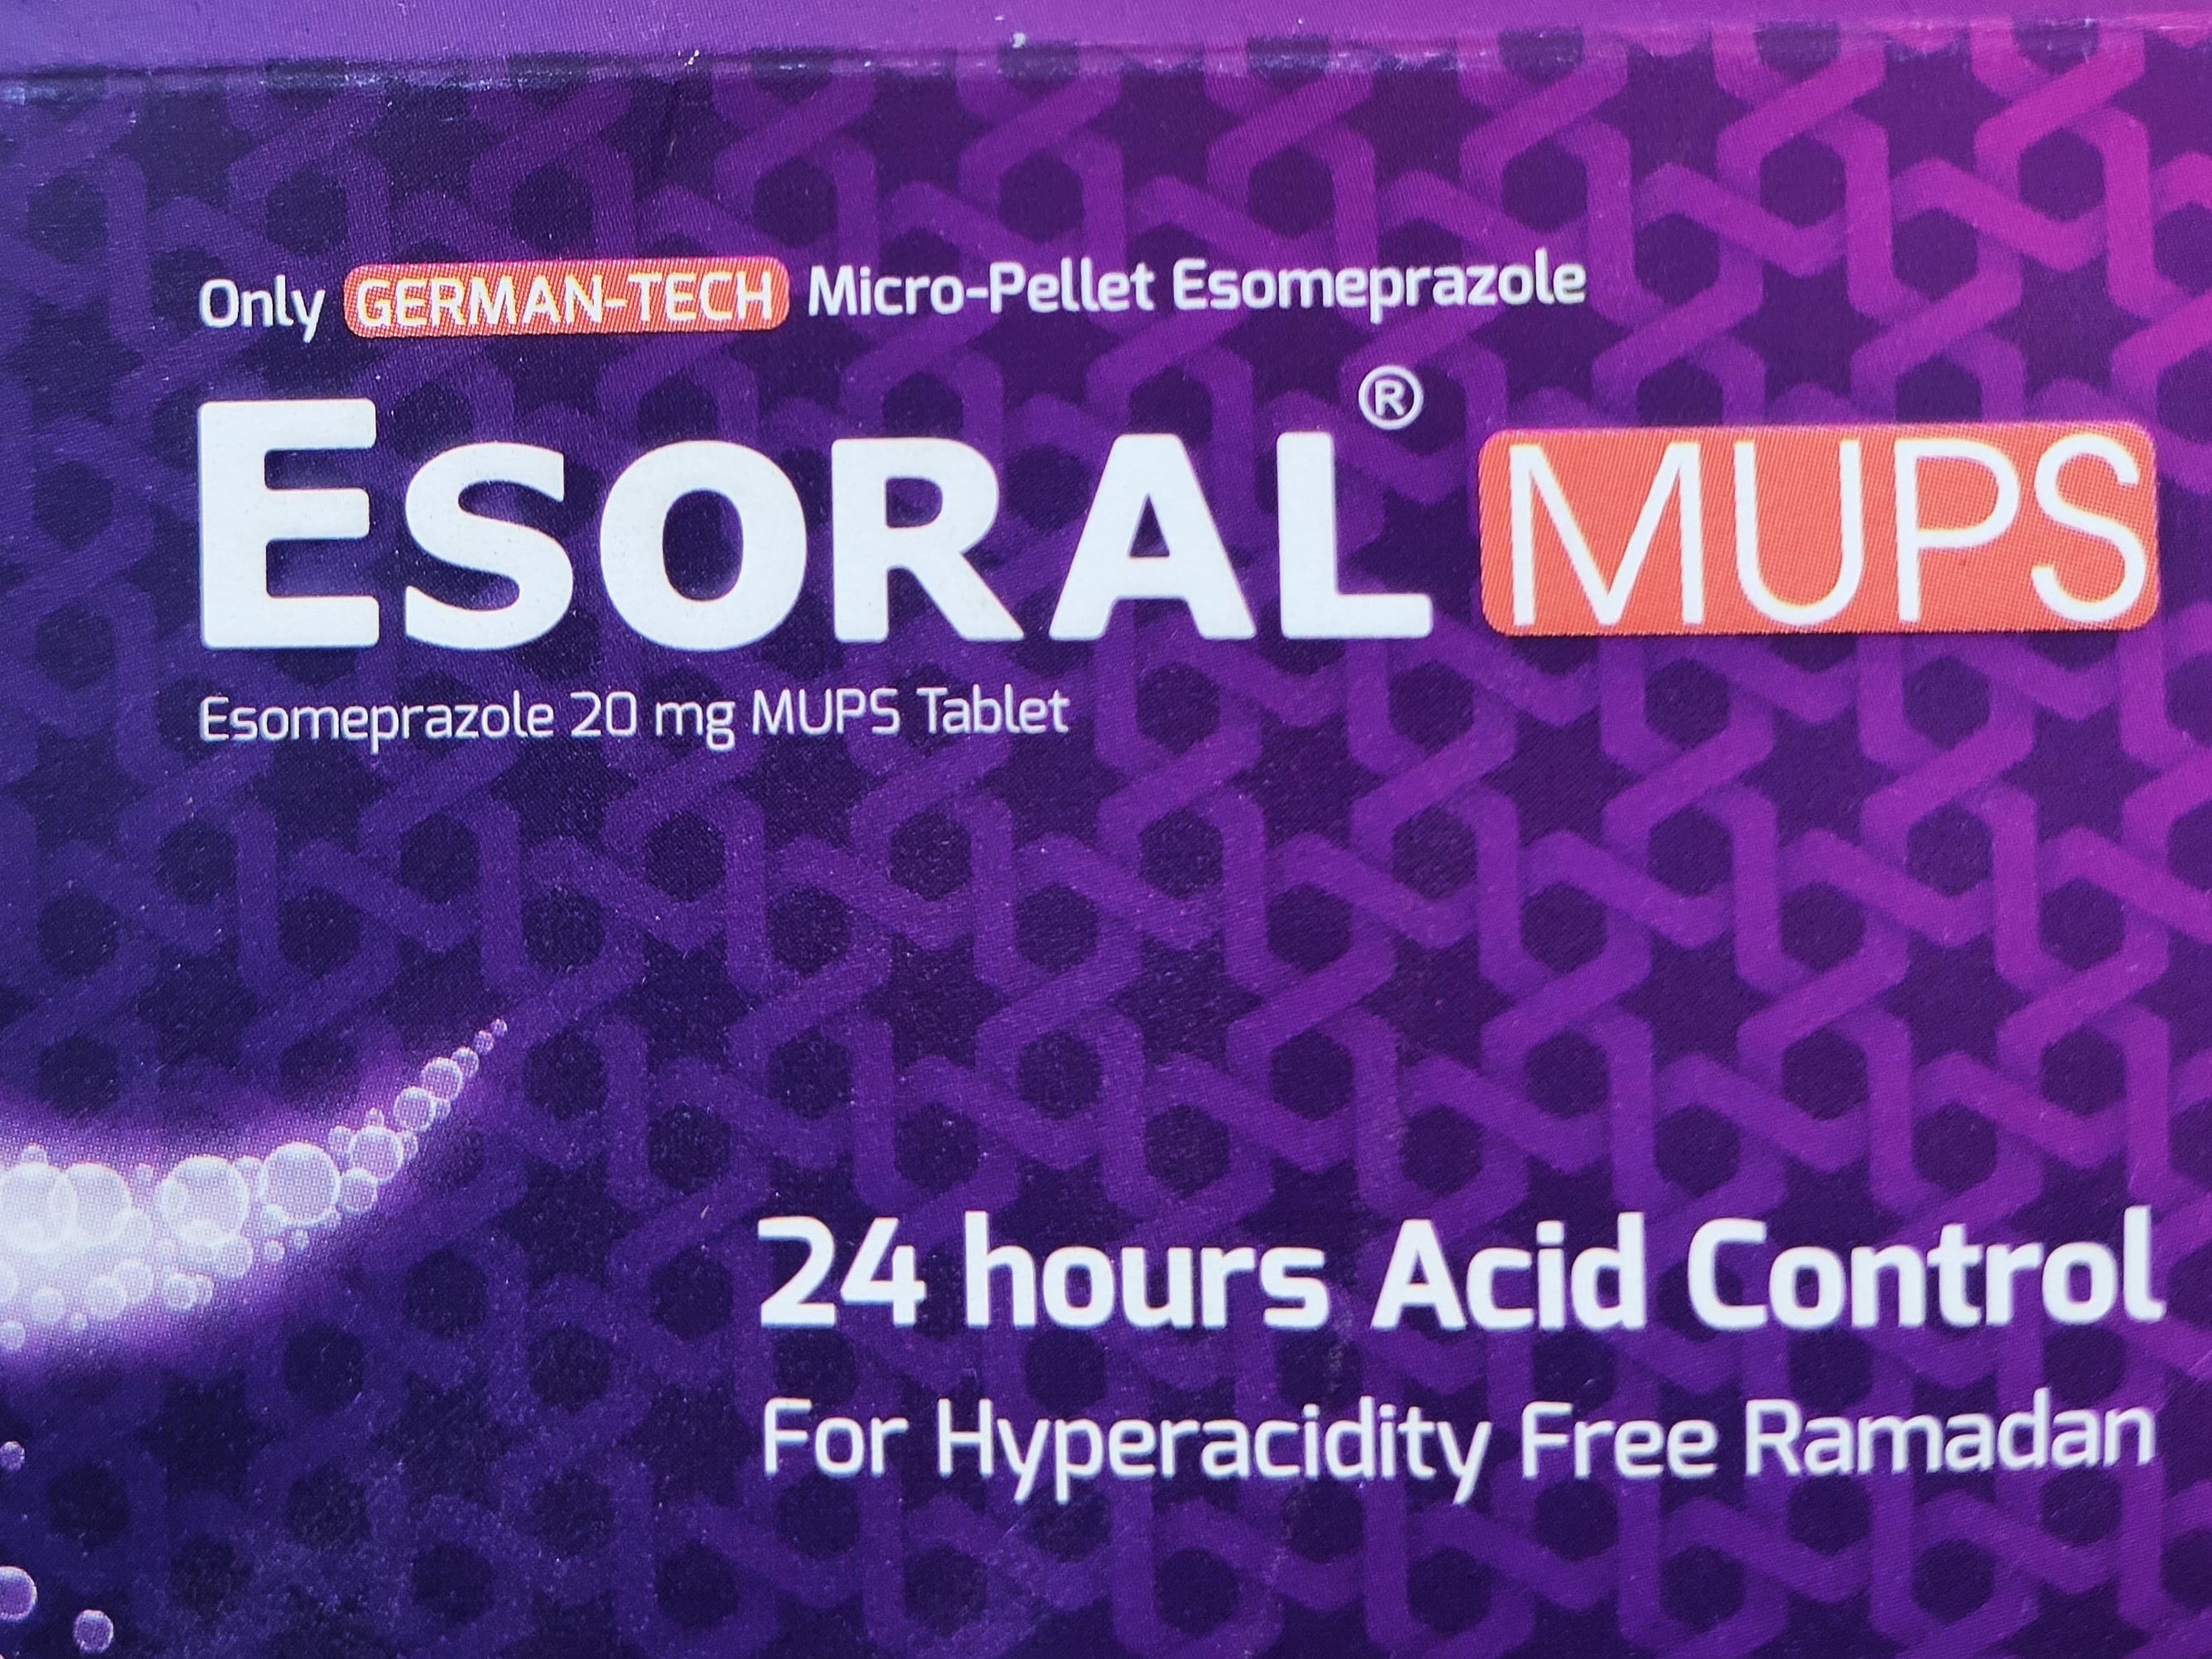 Only GERMAN-TECH Micro-Pellet Esomeprazole
ESORAL® MUPS
Esomeprazole 20 mg MUPS Tablet
24 hours Acid Control
For Hyperacidity Free Ramadan